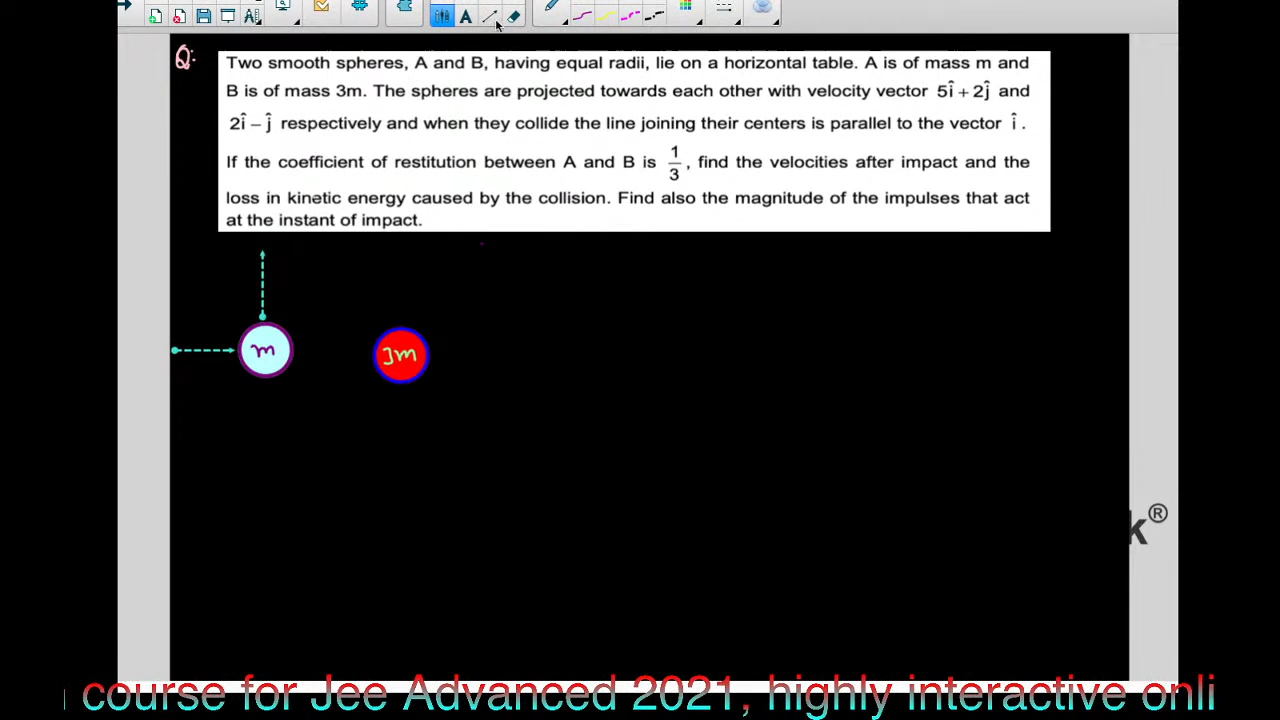 Q:
Two smooth spheres, A and B, having equal radii, lie on a horizontal table. A is of mass m and
B is of mass 3m. The spheres are projected towards each other with velocity vector 5î + 2ĵ and
2î – ĵ respectively and when they collide the line joining their centers is parallel to the vector î .
If the coefficient of restitution between A and B is 1/3, find the velocities after impact and the
loss in kinetic energy caused by the collision. Find also the magnitude of the impulses that act
at the instant of impact.
m
3m
k®
course for Jee Advanced 2021, highly interactive onli